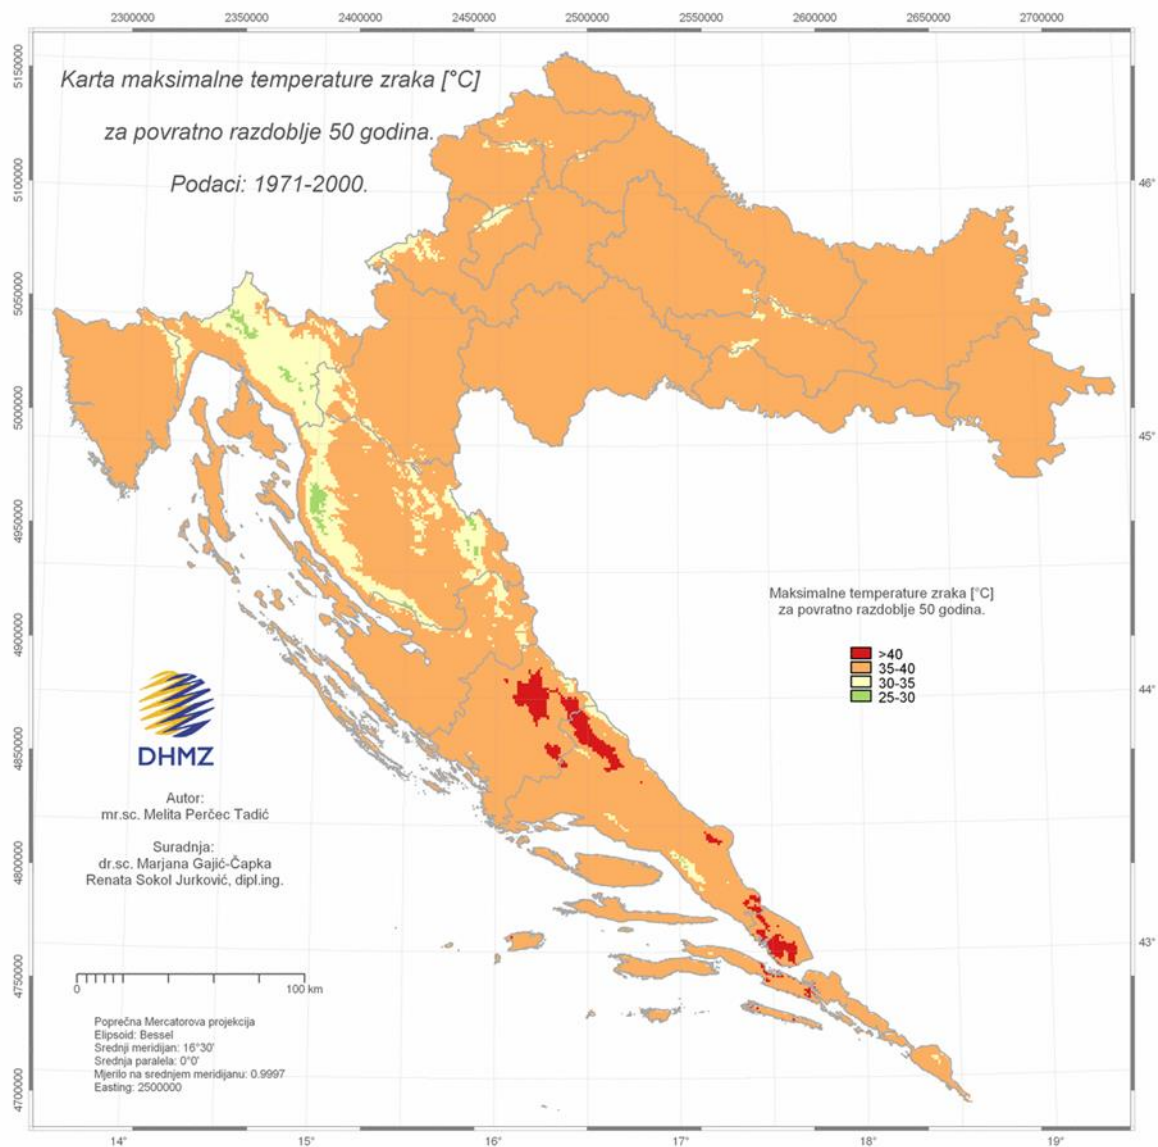 2300000 2350000 2400000 2450000 2500000 2550000 2600000 2650000 2700000
Karta maksimalne temperature zraka [°C]
za povratno razdoblje 50 godina.
Podaci: 1971-2000.
5150000
5100000
5050000
5000000
4950000
4900000
4850000
4800000
4750000
4700000
46°
45°
44°
43°
Maksimalne temperature zraka [°C]
za povratno razdoblje 50 godina.
>40
35-40
30-35
25-30
DHMZ
Autor:
mr.sc. Melita Perčec Tadić
Suradnja:
dr.sc. Marjana Gajić-Čapka
Renata Sokol Jurković, dipl.ing.
0 100 km
Poprečna Mercatorova projekcija
Elipsoid: Bessel
Srednji meridijan: 16°30'
Srednja paralela: 0°0'
Mjerilo na srednjem meridijanu: 0.9997
Easting: 2500000
14° 15° 16° 17° 18° 19°